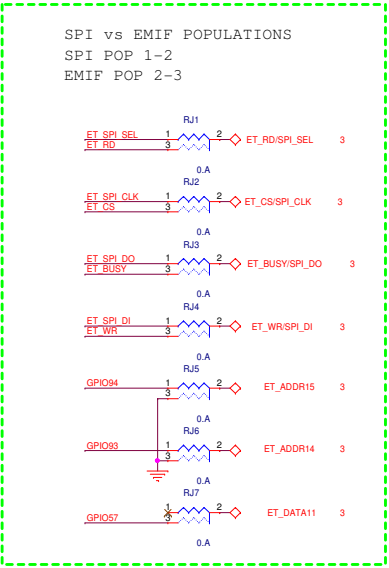 SPI vs EMIF POPULATIONS
SPI POP 1-2
EMIF POP 2-3
RJ1
ET_SPI_SEL 1 2 ET_RD/SPI_SEL 3
ET_RD 3
0.A
RJ2
ET_SPI_CLK 1 2 ET_CS/SPI_CLK 3
ET_CS 3
0.A
RJ3
ET_SPI_DO 1 2 ET_BUSY/SPI_DO 3
ET_BUSY 3
0.A
RJ4
ET_SPI_DI 1 2 ET_WR/SPI_DI 3
ET_WR 3
0.A
RJ5
GPIO94 1 2 ET_ADDR15 3
3
0.A
RJ6
GPIO93 1 2 ET_ADDR14 3
3
0.A
RJ7
1 2 ET_DATA11 3
GPIO57 3
0.A